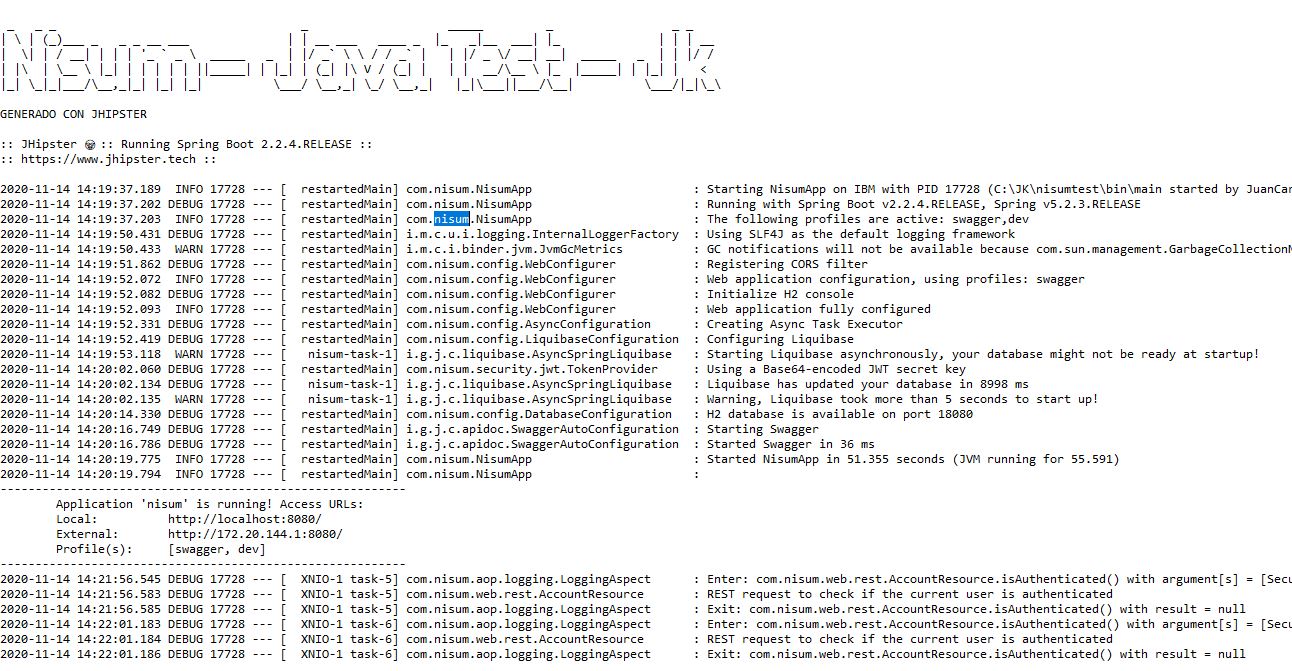 Nisum - Java Test - Jk
GENERADO CON JHIPSTER
:: JHipster 🤓 :: Running Spring Boot 2.2.4.RELEASE ::
:: https://www.jhipster.tech ::
2020-11-14 14:19:37.189  INFO 17728 --- [  restartedMain] com.nisum.NisumApp                       : Starting NisumApp on IBM with PID 17728 (C:\JK\nisumtest\bin\main started by JuanCar
2020-11-14 14:19:37.202 DEBUG 17728 --- [  restartedMain] com.nisum.NisumApp                       : Running with Spring Boot v2.2.4.RELEASE, Spring v5.2.3.RELEASE
2020-11-14 14:19:37.203  INFO 17728 --- [  restartedMain] com.nisum.NisumApp                       : The following profiles are active: swagger,dev
2020-11-14 14:19:50.431 DEBUG 17728 --- [  restartedMain] i.m.c.u.i.logging.InternalLoggerFactory  : Using SLF4J as the default logging framework
2020-11-14 14:19:50.433  WARN 17728 --- [  restartedMain] i.m.c.i.binder.jvm.JvmGcMetrics          : GC notifications will not be available because com.sun.management.GarbageCollectionN
2020-11-14 14:19:51.862 DEBUG 17728 --- [  restartedMain] com.nisum.config.WebConfigurer           : Registering CORS filter
2020-11-14 14:19:52.072  INFO 17728 --- [  restartedMain] com.nisum.config.WebConfigurer           : Web application configuration, using profiles: swagger
2020-11-14 14:19:52.082 DEBUG 17728 --- [  restartedMain] com.nisum.config.WebConfigurer           : Initialize H2 console
2020-11-14 14:19:52.093  INFO 17728 --- [  restartedMain] com.nisum.config.WebConfigurer           : Web application fully configured
2020-11-14 14:19:52.331 DEBUG 17728 --- [  restartedMain] com.nisum.config.AsyncConfiguration      : Creating Async Task Executor
2020-11-14 14:19:52.419 DEBUG 17728 --- [  restartedMain] com.nisum.config.LiquibaseConfiguration  : Configuring Liquibase
2020-11-14 14:19:53.118  WARN 17728 --- [   nisum-task-1] i.g.j.c.liquibase.AsyncSpringLiquibase   : Starting Liquibase asynchronously, your database might not be ready at startup!
2020-11-14 14:20:02.060 DEBUG 17728 --- [  restartedMain] com.nisum.security.jwt.TokenProvider     : Using a Base64-encoded JWT secret key
2020-11-14 14:20:02.134 DEBUG 17728 --- [   nisum-task-1] i.g.j.c.liquibase.AsyncSpringLiquibase   : Liquibase has updated your database in 8998 ms
2020-11-14 14:20:02.135  WARN 17728 --- [   nisum-task-1] i.g.j.c.liquibase.AsyncSpringLiquibase   : Warning, Liquibase took more than 5 seconds to start up!
2020-11-14 14:20:14.330 DEBUG 17728 --- [  restartedMain] com.nisum.config.DatabaseConfiguration   : H2 database is available on port 18080
2020-11-14 14:20:16.749 DEBUG 17728 --- [  restartedMain] i.g.j.c.apidoc.SwaggerAutoConfiguration  : Starting Swagger
2020-11-14 14:20:16.786 DEBUG 17728 --- [  restartedMain] i.g.j.c.apidoc.SwaggerAutoConfiguration  : Started Swagger in 36 ms
2020-11-14 14:20:19.775  INFO 17728 --- [  restartedMain] com.nisum.NisumApp                       : Started NisumApp in 51.355 seconds (JVM running for 55.591)
2020-11-14 14:20:19.794  INFO 17728 --- [  restartedMain] com.nisum.NisumApp                       :
----------------------------------------------------------
Application 'nisum' is running! Access URLs:
Local:          http://localhost:8080/
External:       http://172.20.144.1:8080/
Profile(s):     [swagger, dev]
----------------------------------------------------------
2020-11-14 14:21:56.545 DEBUG 17728 --- [  XNIO-1 task-5] com.nisum.aop.logging.LoggingAspect      : Enter: com.nisum.web.rest.AccountResource.isAuthenticated() with argument[s] = [Secu
2020-11-14 14:21:56.583 DEBUG 17728 --- [  XNIO-1 task-5] com.nisum.web.rest.AccountResource       : REST request to check if the current user is authenticated
2020-11-14 14:21:56.585 DEBUG 17728 --- [  XNIO-1 task-5] com.nisum.aop.logging.LoggingAspect      : Exit: com.nisum.web.rest.AccountResource.isAuthenticated() with result = null
2020-11-14 14:22:01.183 DEBUG 17728 --- [  XNIO-1 task-6] com.nisum.aop.logging.LoggingAspect      : Enter: com.nisum.web.rest.AccountResource.isAuthenticated() with argument[s] = [Secu
2020-11-14 14:22:01.184 DEBUG 17728 --- [  XNIO-1 task-6] com.nisum.web.rest.AccountResource       : REST request to check if the current user is authenticated
2020-11-14 14:22:01.186 DEBUG 17728 --- [  XNIO-1 task-6] com.nisum.aop.logging.LoggingAspect      : Exit: com.nisum.web.rest.AccountResource.isAuthenticated() with result = null